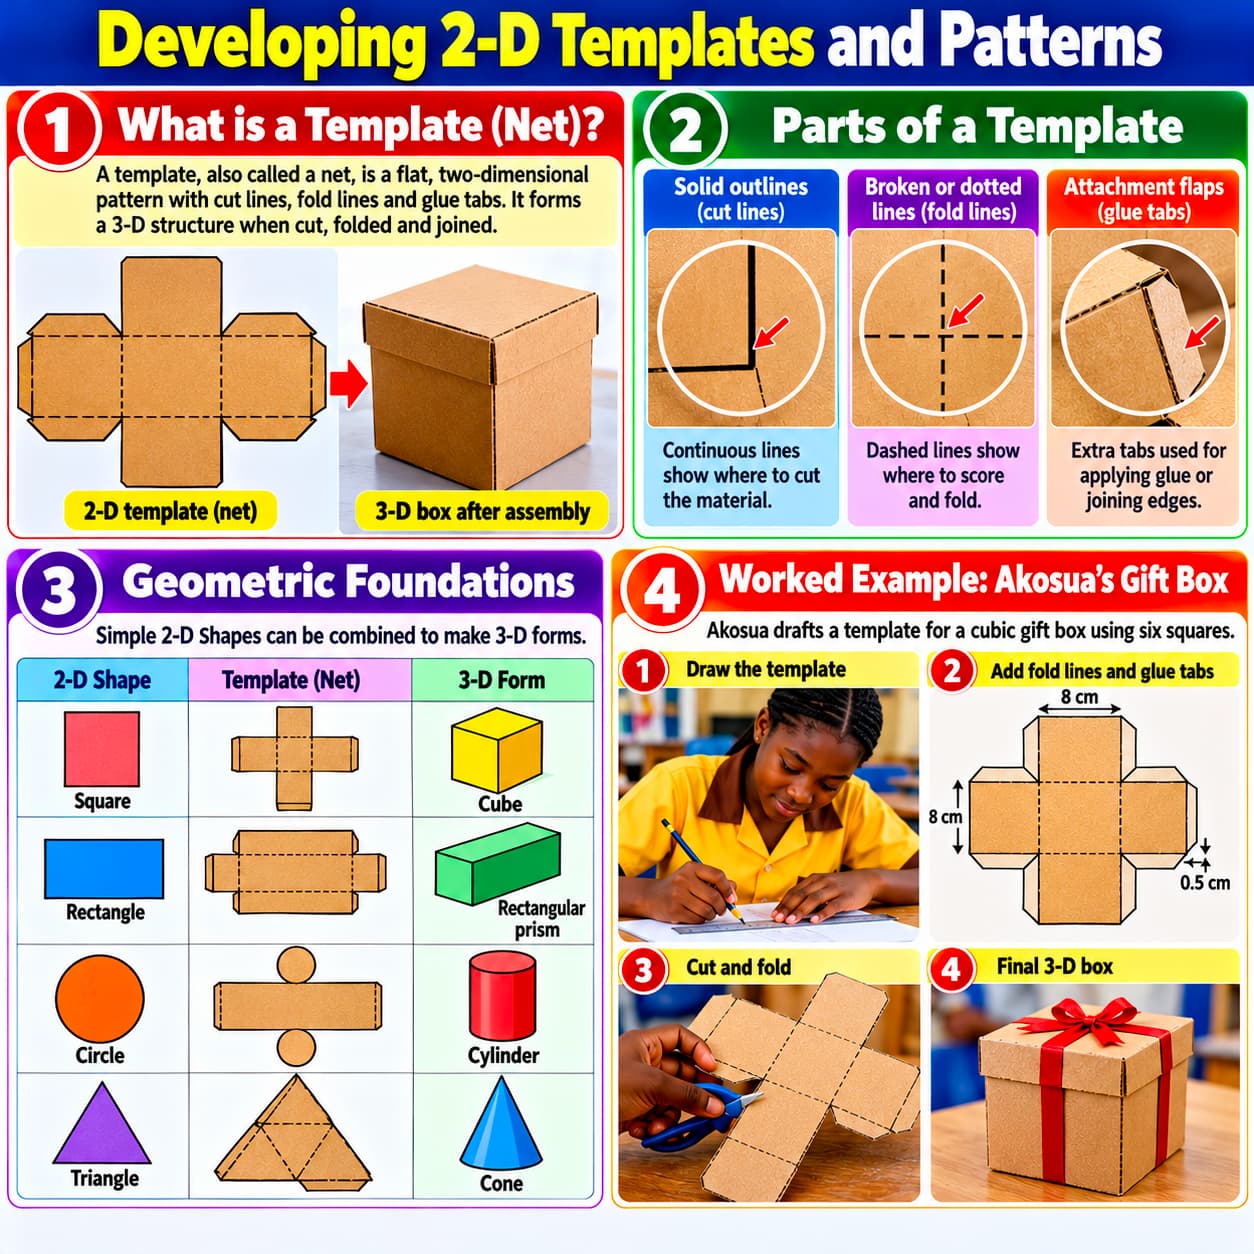 Developing 2-D Templates and Patterns
1
What is a Template (Net)?
A template, also called a net, is a flat, two-dimensional
pattern with cut lines, fold lines and glue tabs. It forms
a 3-D structure when cut, folded and joined.
2-D template (net)
3-D box after assembly
2
Parts of a Template
Solid outlines
(cut lines)
Continuous lines
show where to cut
the material.
Broken or dotted
lines (fold lines)
Dashed lines show
where to score
and fold.
Attachment flaps
(glue tabs)
Extra tabs used for
applying glue or
joining edges.
3
Geometric Foundations
Simple 2-D Shapes can be combined to make 3-D forms.
2-D Shape
Template (Net)
3-D Form
Square
Cube
Rectangle
Rectangular
prism
Circle
Cylinder
Triangle
Cone
4
Worked Example: Akosua's Gift Box
Akosua drafts a template for a cubic gift box using six squares.
1
Draw the template
2
Add fold lines and glue tabs
8 cm
8 cm
0.5 cm
3
Cut and fold
4
Final 3-D box